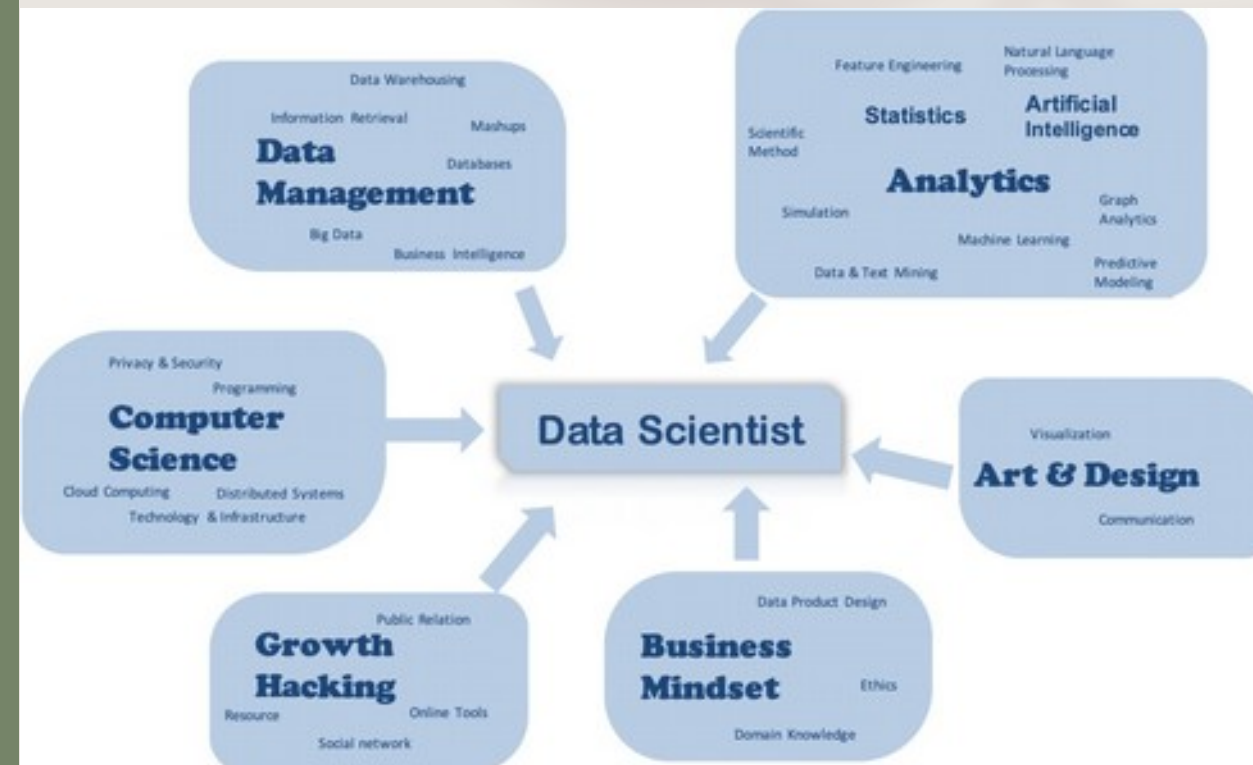 Data Warehousing
Information Retrieval
Mashups
Data
Management
Databases
Big Data
Business Intelligence
Feature Engineering
Natural Language
Processing
Statistics
Artificial
Intelligence
Scientific
Method
Analytics
Simulation
Graph
Analytics
Machine Learning
Data & Text Mining
Predictive
Modeling
Privacy & Security
Programming
Computer
Science
Cloud Computing
Distributed Systems
Technology & Infrastructure
Data Scientist
Visualization
Art & Design
Communication
Public Relation
Growth
Hacking
Resource
Online Tools
Social network
Data Product Design
Business
Mindset
Ethics
Domain Knowledge